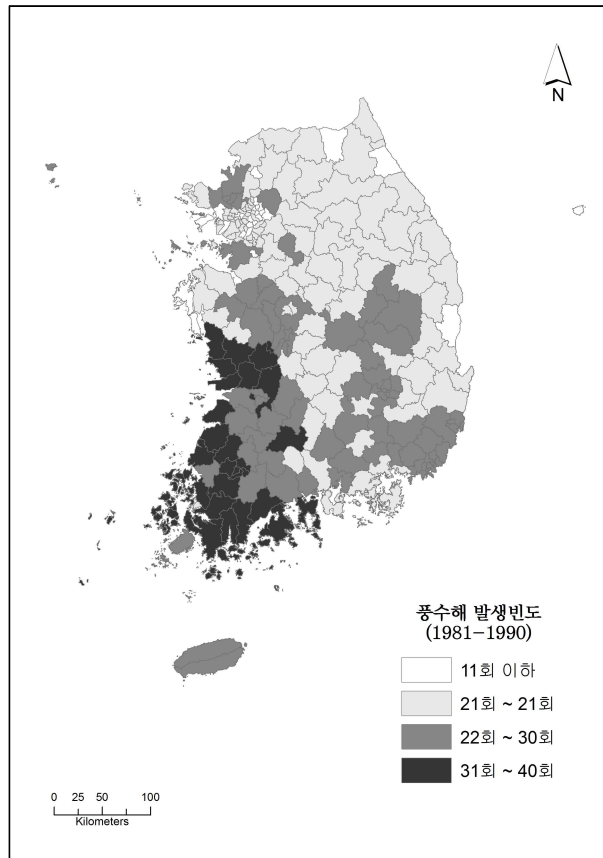 N
풍수해 발생빈도
(1981-1990)
11회 이하
21회 ~ 21회
22회 ~ 30회
31회 ~ 40회
0 25 50 100
Kilometers